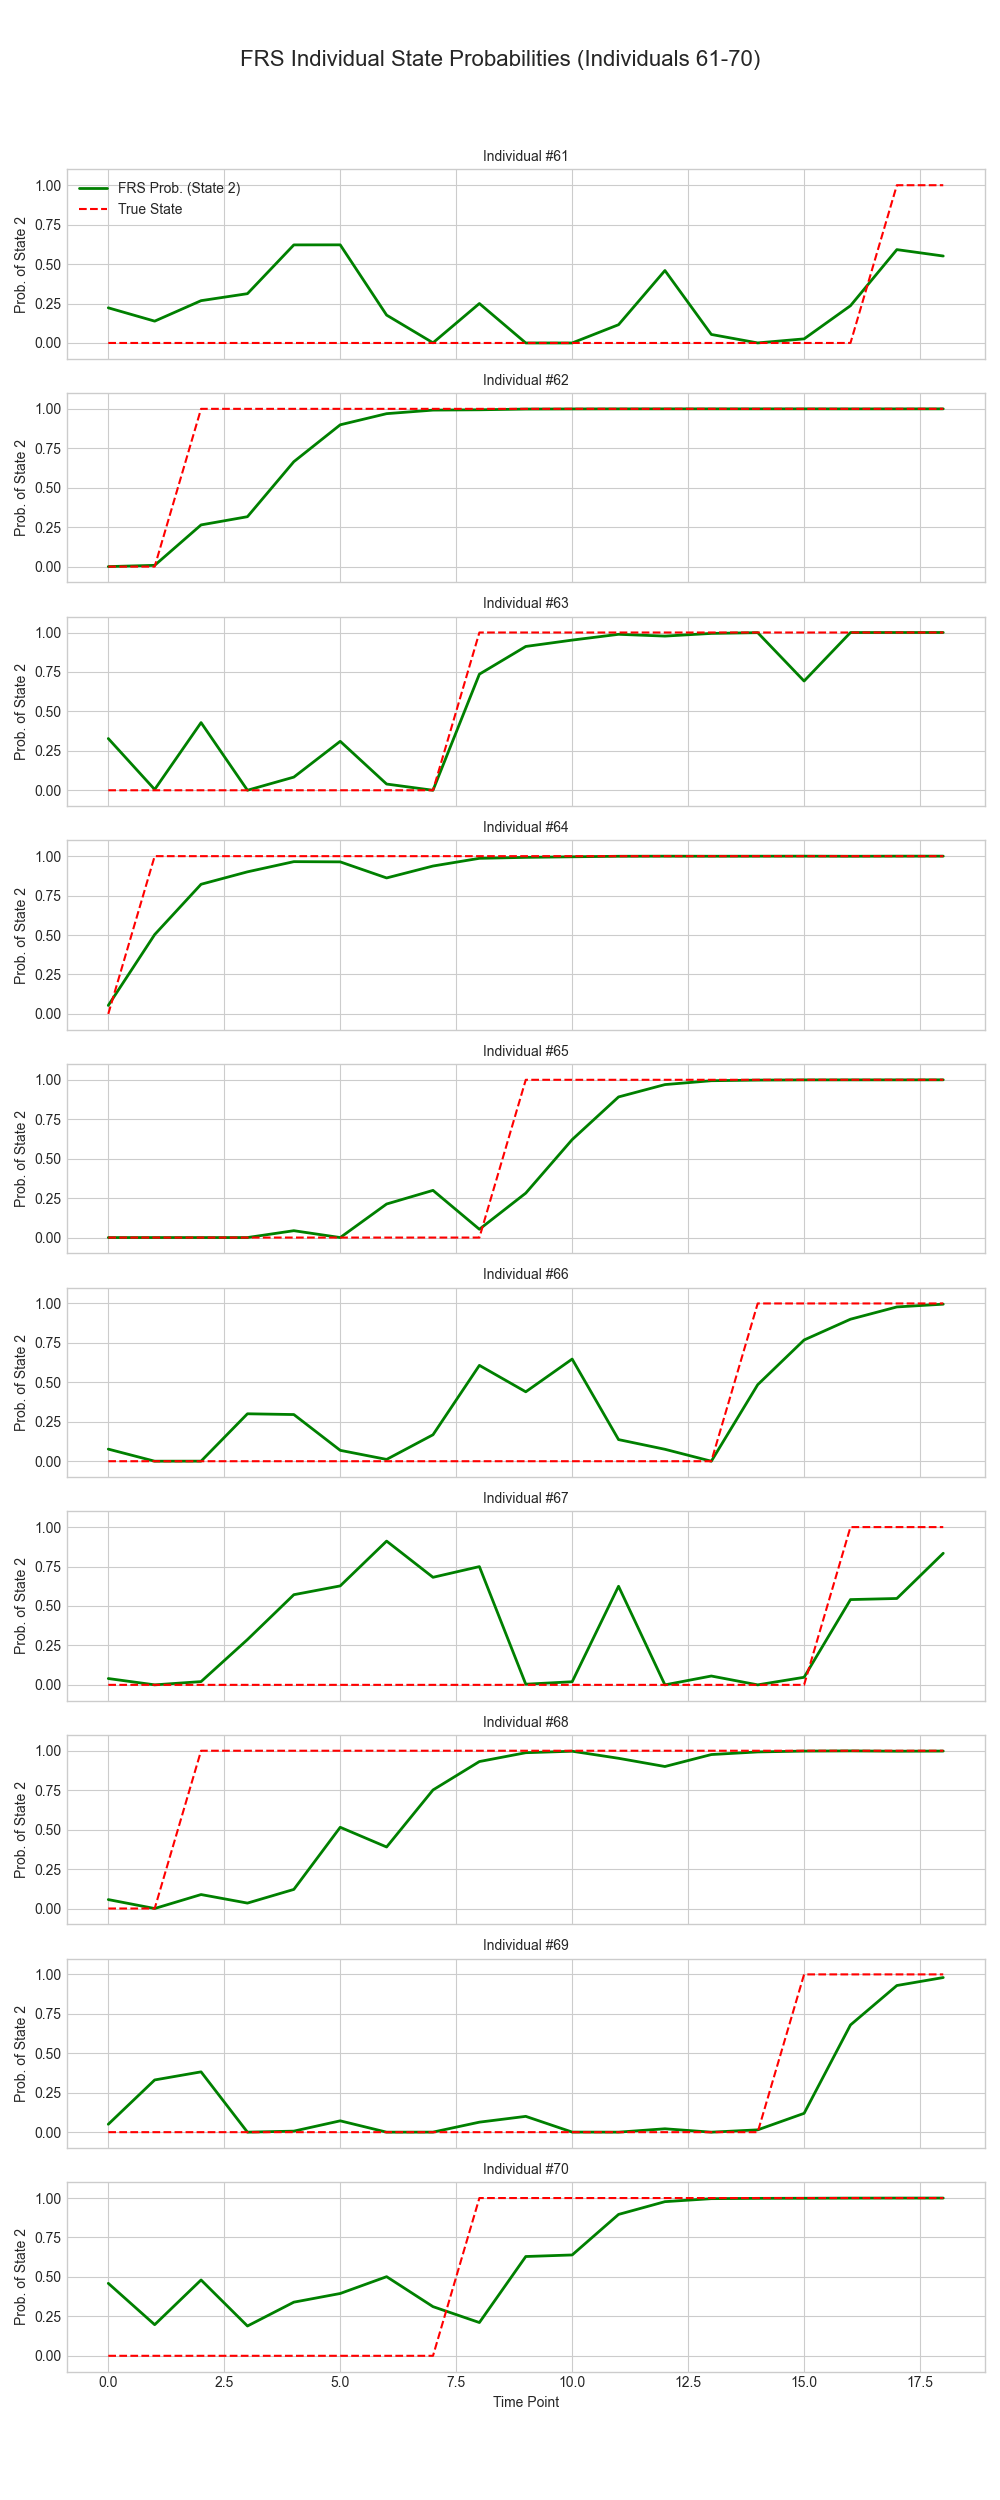 FRS Individual State Probabilities (Individuals 61-70)
Individual #61
FRS Prob. (State 2)
True State
Prob. of State 2
1.00
0.75
0.50
0.25
0.00
Individual #62
Prob. of State 2
1.00
0.75
0.50
0.25
0.00
Individual #63
Prob. of State 2
1.00
0.75
0.50
0.25
0.00
Individual #64
Prob. of State 2
1.00
0.75
0.50
0.25
0.00
Individual #65
Prob. of State 2
1.00
0.75
0.50
0.25
0.00
Individual #66
Prob. of State 2
1.00
0.75
0.50
0.25
0.00
Individual #67
Prob. of State 2
1.00
0.75
0.50
0.25
0.00
Individual #68
Prob. of State 2
1.00
0.75
0.50
0.25
0.00
Individual #69
Prob. of State 2
1.00
0.75
0.50
0.25
0.00
Individual #70
Prob. of State 2
1.00
0.75
0.50
0.25
0.00
0.0 2.5 5.0 7.5 10.0 12.5 15.0 17.5
Time Point